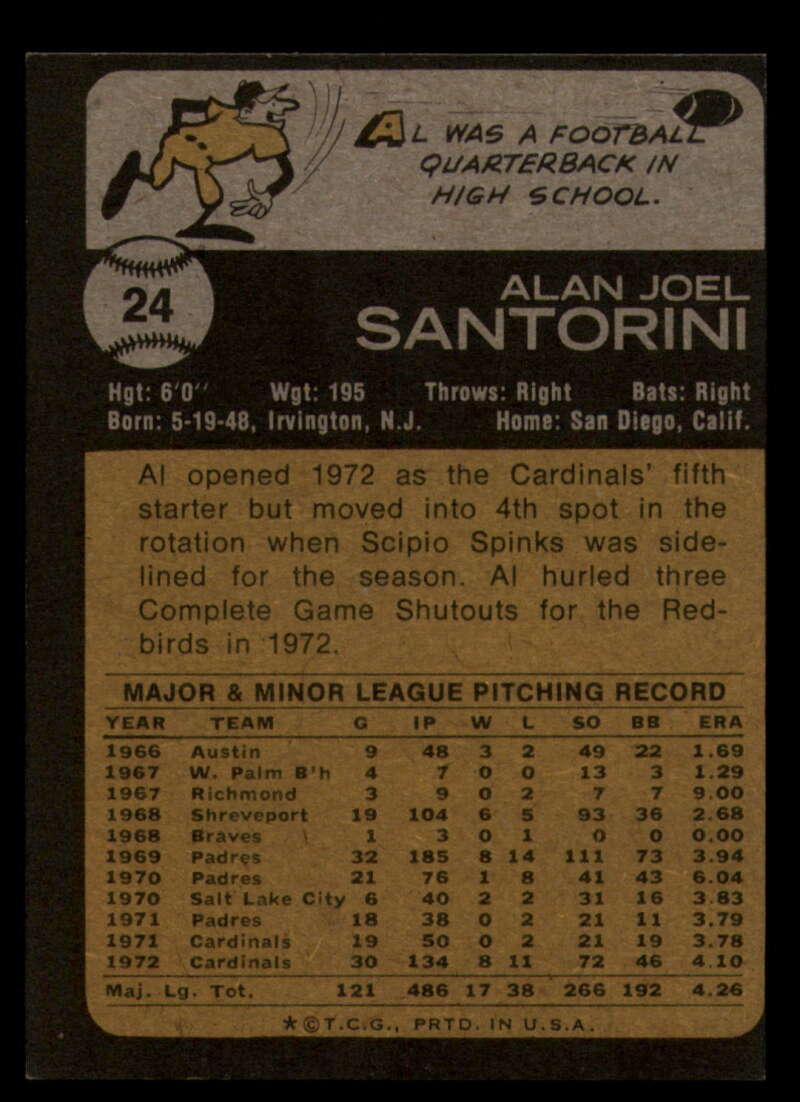 AL WAS A FOOTBALL
QUARTERBACK IN
HIGH SCHOOL.
24
ALAN JOEL
SANTORINI
Hgt: 6'0" Wgt: 195 Throws: Right Bats: Right
Born: 5-19-48, Irvington, N.J. Home: San Diego, Calif.
Al opened 1972 as the Cardinals' fifth
starter but moved into 4th spot in the
rotation when Scipio Spinks was side-
lined for the season. Al hurled three
Complete Game Shutouts for the Red-
birds in 1972.
MAJOR & MINOR LEAGUE PITCHING RECORD
YEAR TEAM G IP W L SO BB ERA
1966 Austin 9 48 3 2 49 22 1.69
1967 W. Palm B'h 4 7 0 0 13 3 1.29
1967 Richmond 3 9 0 2 7 7 9.00
1968 Shreveport 19 104 6 5 93 36 2.68
1968 Braves 1 3 0 1 0 0 0.00
1969 Padres 32 185 8 14 111 73 3.94
1970 Padres 21 76 1 8 41 43 6.04
1970 Salt Lake City 6 40 2 2 31 16 3.83
1971 Padres 18 38 0 2 21 11 3.79
1971 Cardinals 19 50 0 2 21 19 3.78
1972 Cardinals 30 134 8 11 72 46 4.10
Maj. Lg. Tot. 121 486 17 38 266 192 4.26
★©T.C.G., PRTD. IN U.S.A.